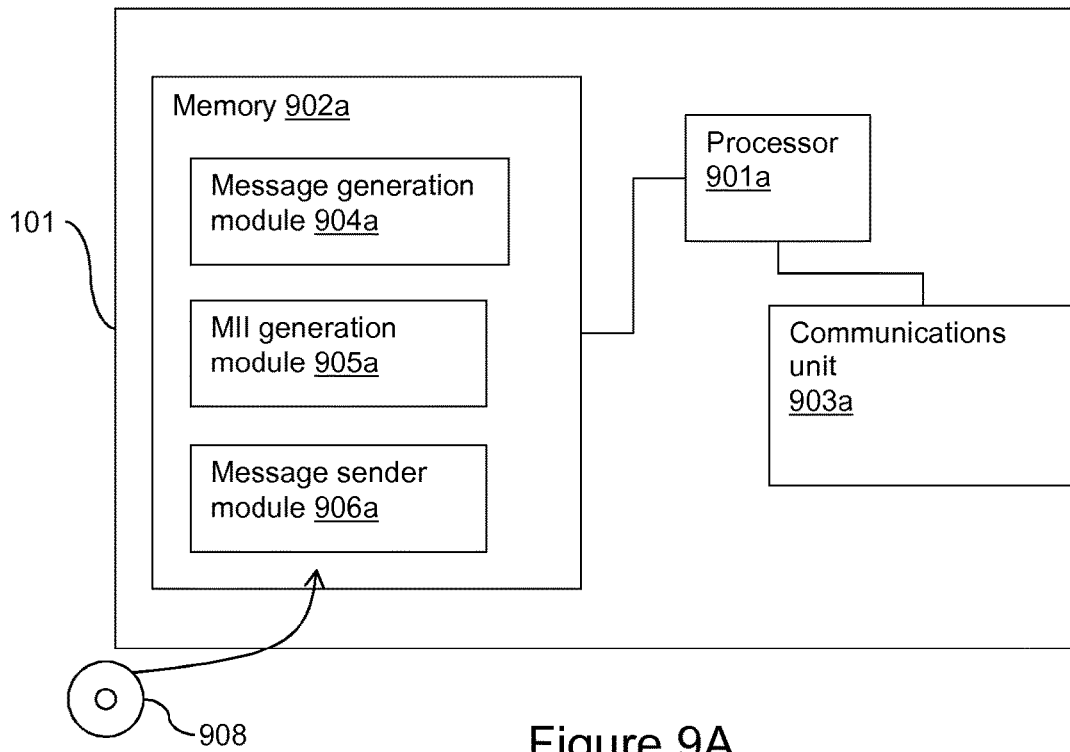 Memory 902a
Message generation
module 904a
MII generation
module 905a
Message sender
module 906a
Processor
901a
Communications
unit
903a
101
908
Figure 9A